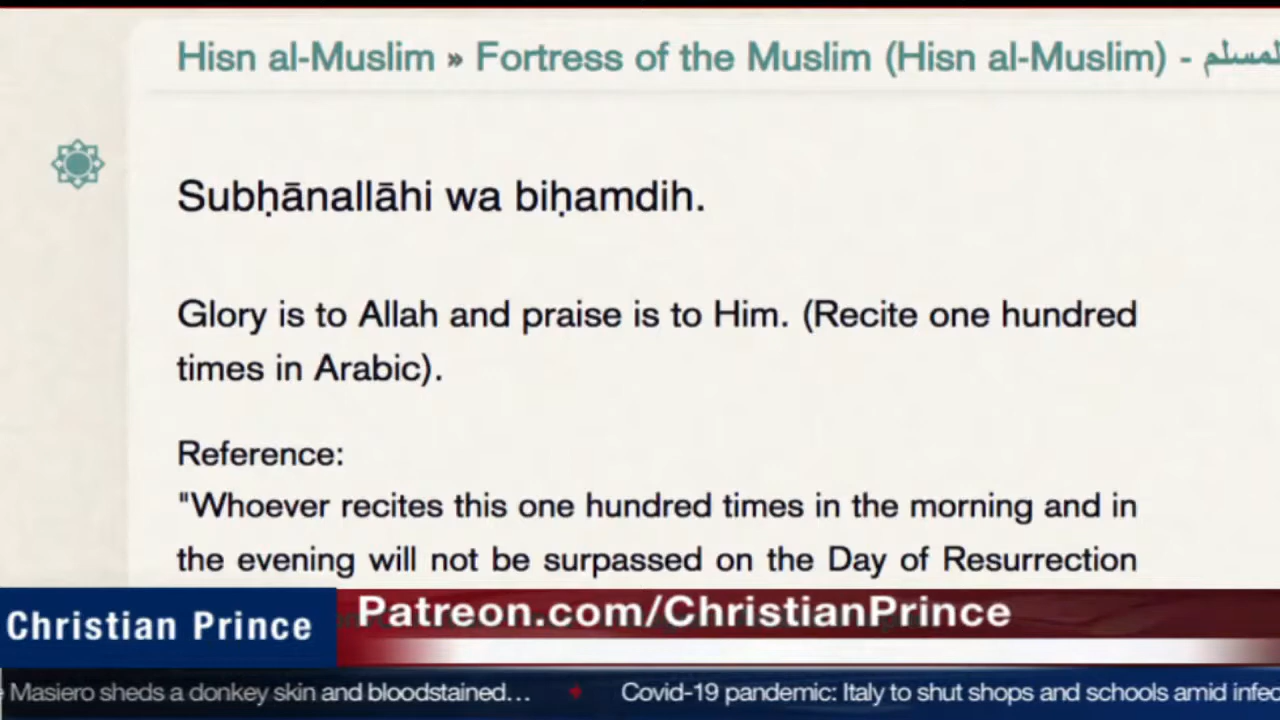 Hisn al-Muslim » Fortress of the Muslim (Hisn al-Muslim) -
Subḥānallāhi wa biḥamdih.
Glory is to Allah and praise is to Him. (Recite one hundred
times in Arabic).
Reference:
"Whoever recites this one hundred times in the morning and in
the evening will not be surpassed on the Day of Resurrection
Christian Prince
Patreon.com/ChristianPrince
Masiero sheds a donkey skin and bloodstained... Covid-19 pandemic: Italy to shut shops and schools amid infec